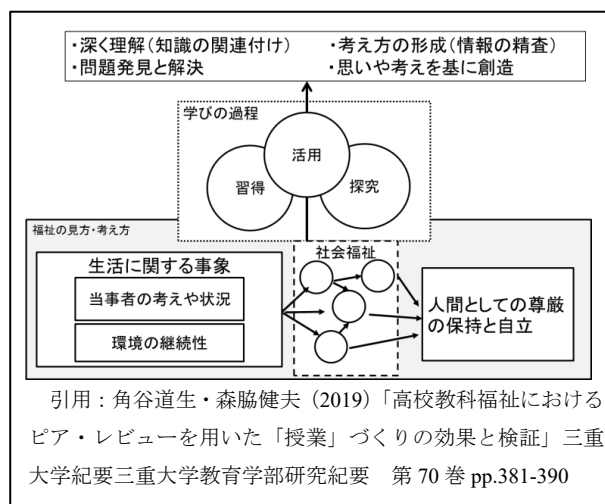 ・深く理解(知識の関連付け)　・考え方の形成(情報の精査)
・問題発見と解決　・思いや考えを基に創造
学びの過程
活用
習得
探究
福祉の見方・考え方
生活に関する事象
当事者の考えや状況
環境の継続性
社会福祉
人間としての尊厳
の保持と自立
引用：角谷道生・森脇健夫（2019）「高校教科福祉における
ピア・レビューを用いた「授業」づくりの効果と検証」三重
大学紀要三重大学教育学部研究紀要　第 70 巻 pp.381-390